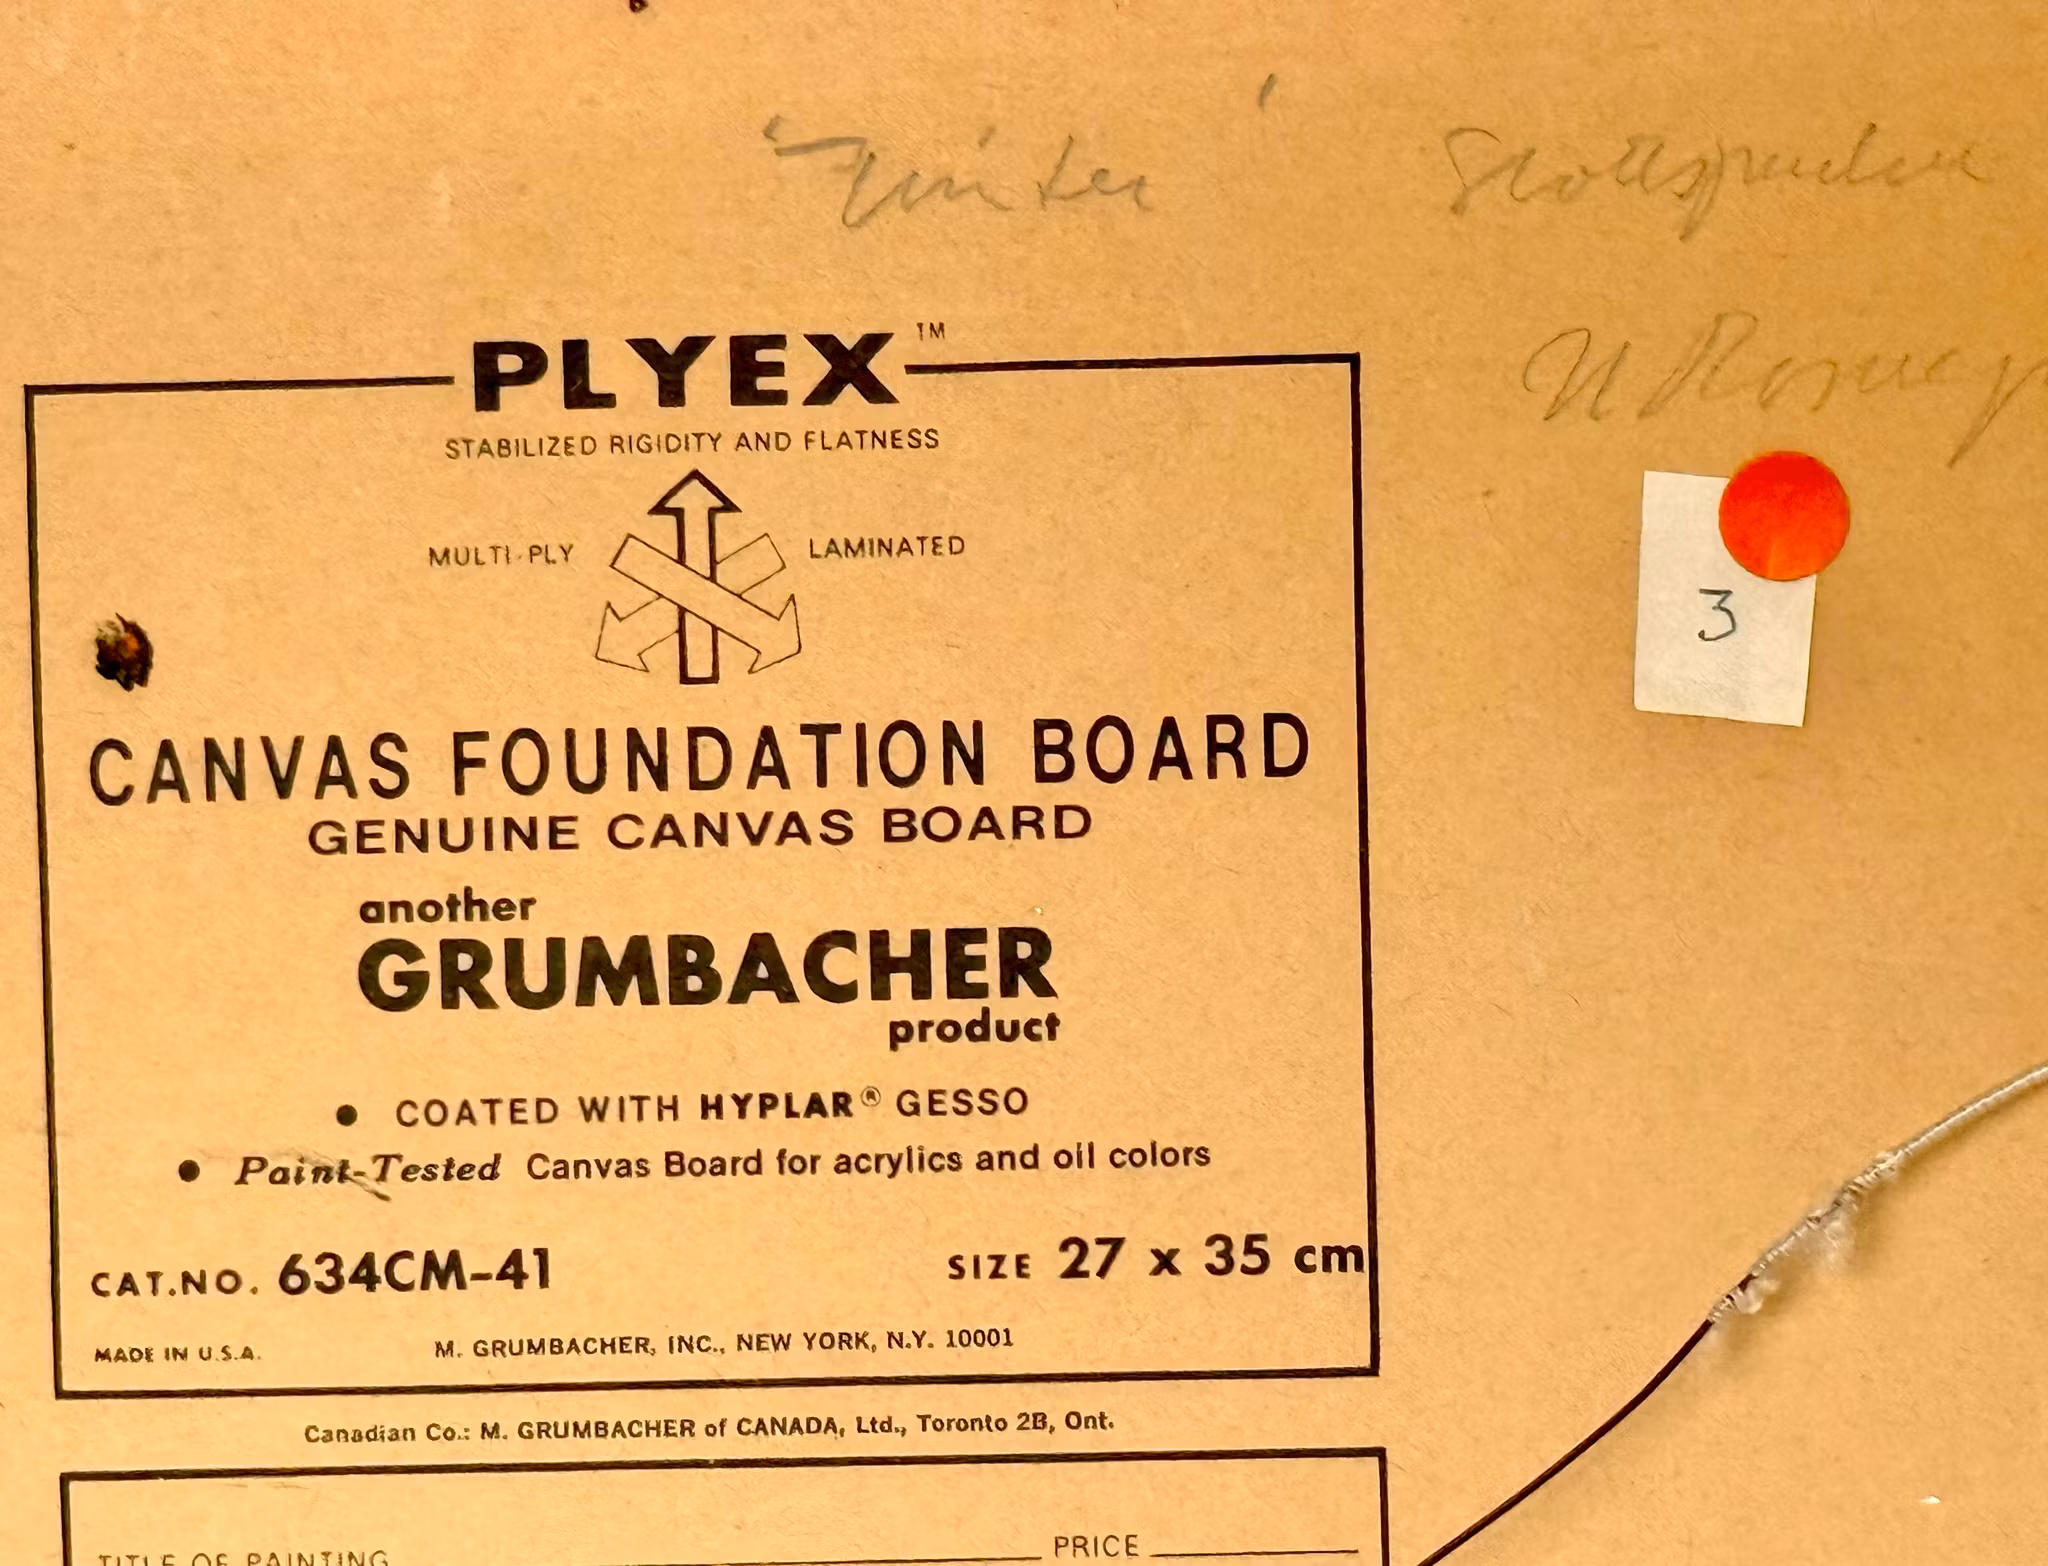 'Winter'
PLYEX™
STABILIZED RIGIDITY AND FLATNESS
MULTI-PLY LAMINATED
3
CANVAS FOUNDATION BOARD
GENUINE CANVAS BOARD
another
GRUMBACHER
product
• COATED WITH HYPLAR® GESSO
• Paint-Tested Canvas Board for acrylics and oil colors
CAT.NO. 634CM-41 SIZE 27 x 35 cm
MADE IN U.S.A. M. GRUMBACHER, INC., NEW YORK, N.Y. 10001
Canadian Co.: M. GRUMBACHER of CANADA, Ltd., Toronto 2B, Ont.
TITLE OF PAINTING PRICE